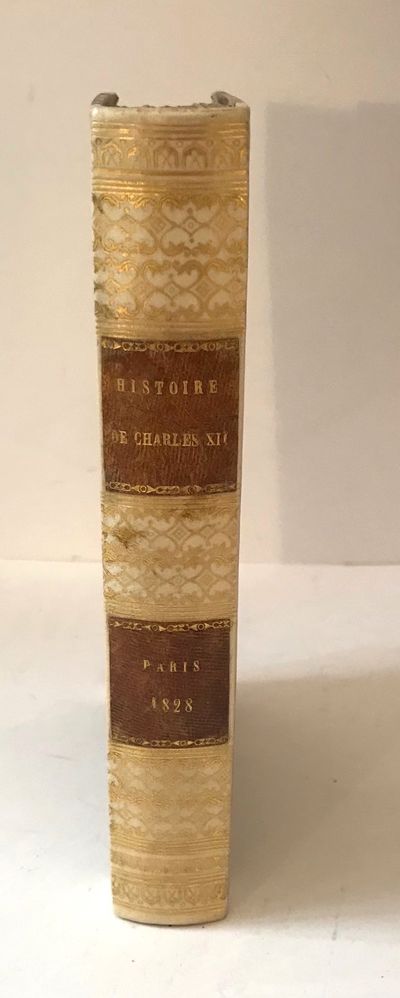 HISTOIRE
DE CHARLES XII
PARIS
1828